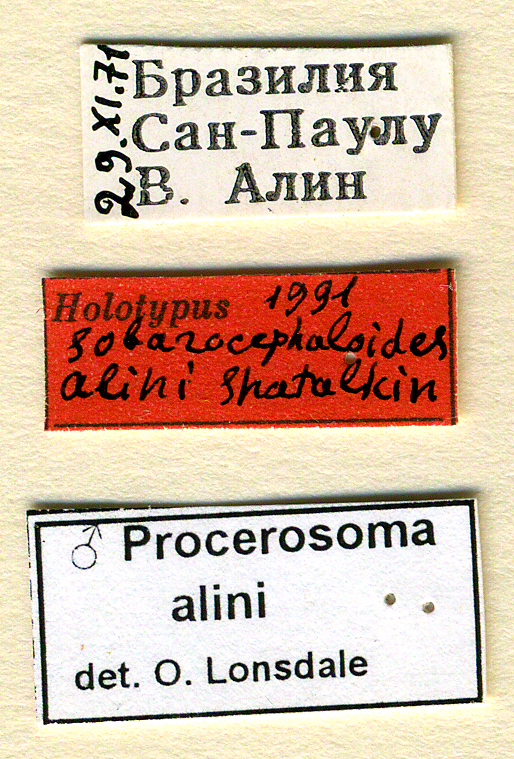 29.XI.71
Бразилия
Сан-Паулу
В. Алин
Holotypus 1991
Sobarocephaloides
alini Shatalkin
♂ Procerosoma
alini
det. O. Lonsdale